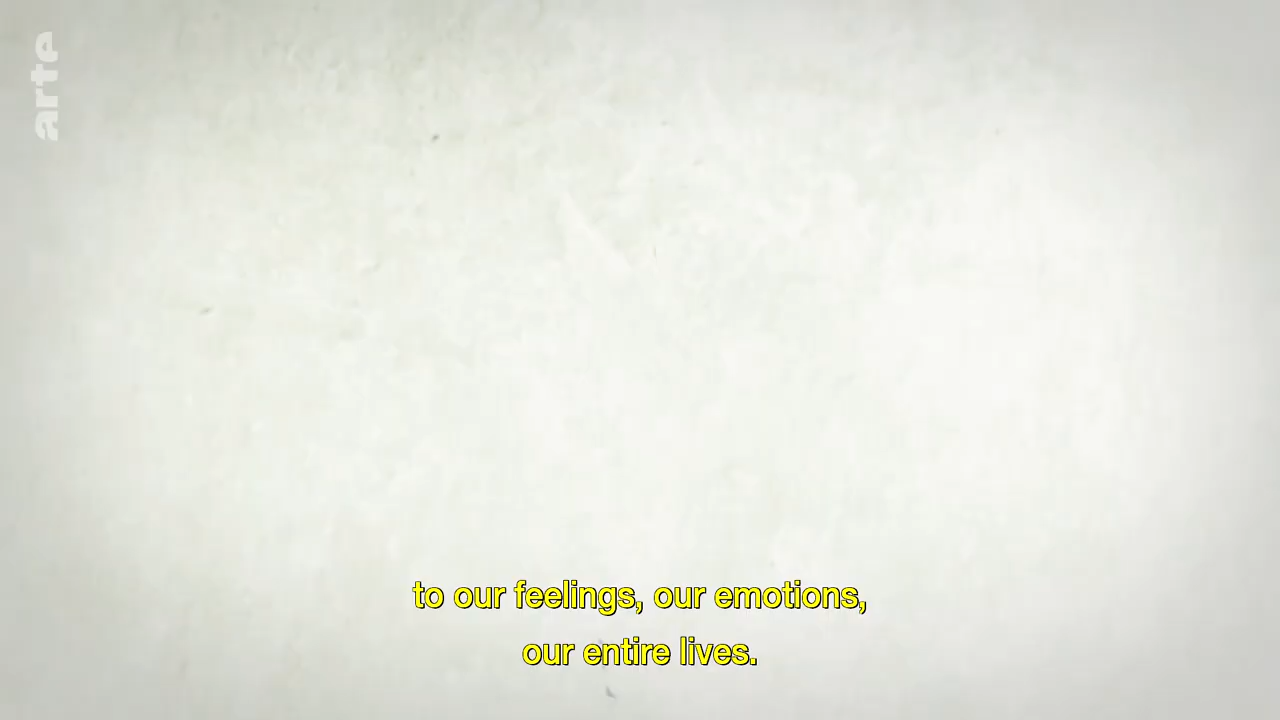 arte
to our feelings, our emotions,
our entire lives.